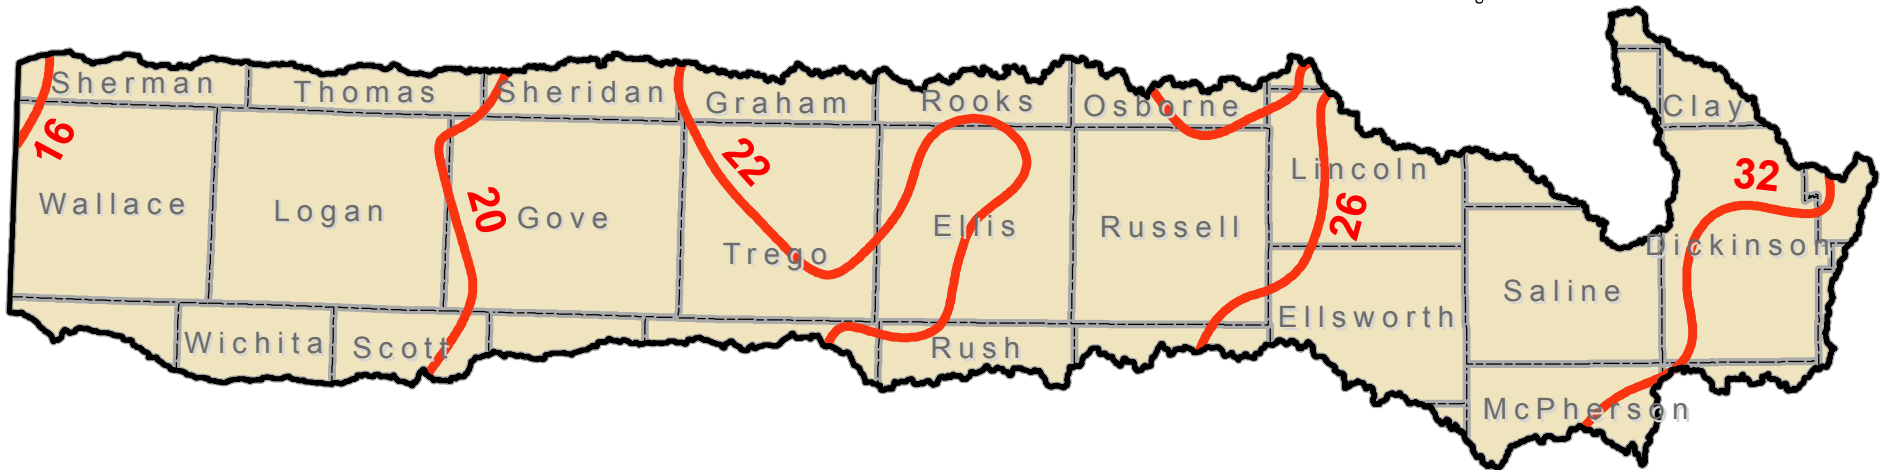 Sherman
Thomas
Sheridan
Graham
Rooks
Osborne
Clay
16
Wallace
Logan
20
Gove
22
Trego
Ellis
Russell
Lincoln
26
32
Dickinson
Saline
Ellsworth
Wichita
Scott
Rush
McPherson